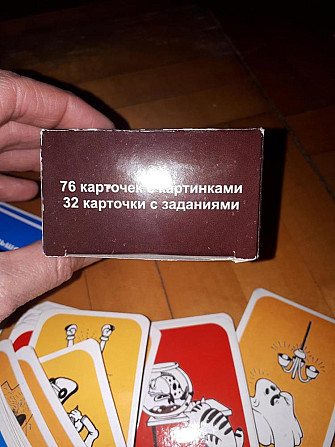 76 карточек с картинками
32 карточки с заданиями